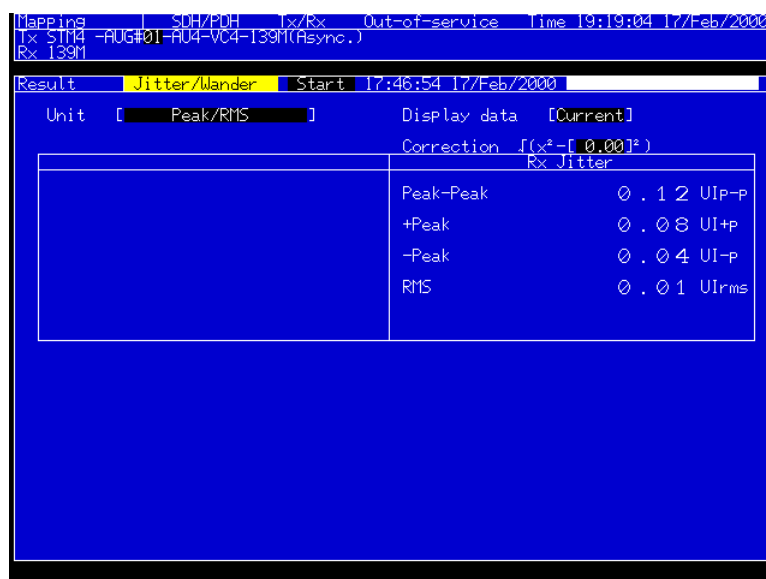 Mapping | SDH/PDH Tx/Rx Out-of-service Time 19:19:04 17/Feb/2000
Tx STM4 -AUG#01-AU4-VC4-139M(Async.)
Rx 139M
Result Jitter/Wander Start 17:46:54 17/Feb/2000
Unit [ Peak/RMS ] Display data [Current]
Correction √(x²-[ 0.00]²)
Rx Jitter
Peak-Peak 0.12 UIp-p
+Peak 0.08 UI+p
-Peak 0.04 UI-p
RMS 0.01 UIrms